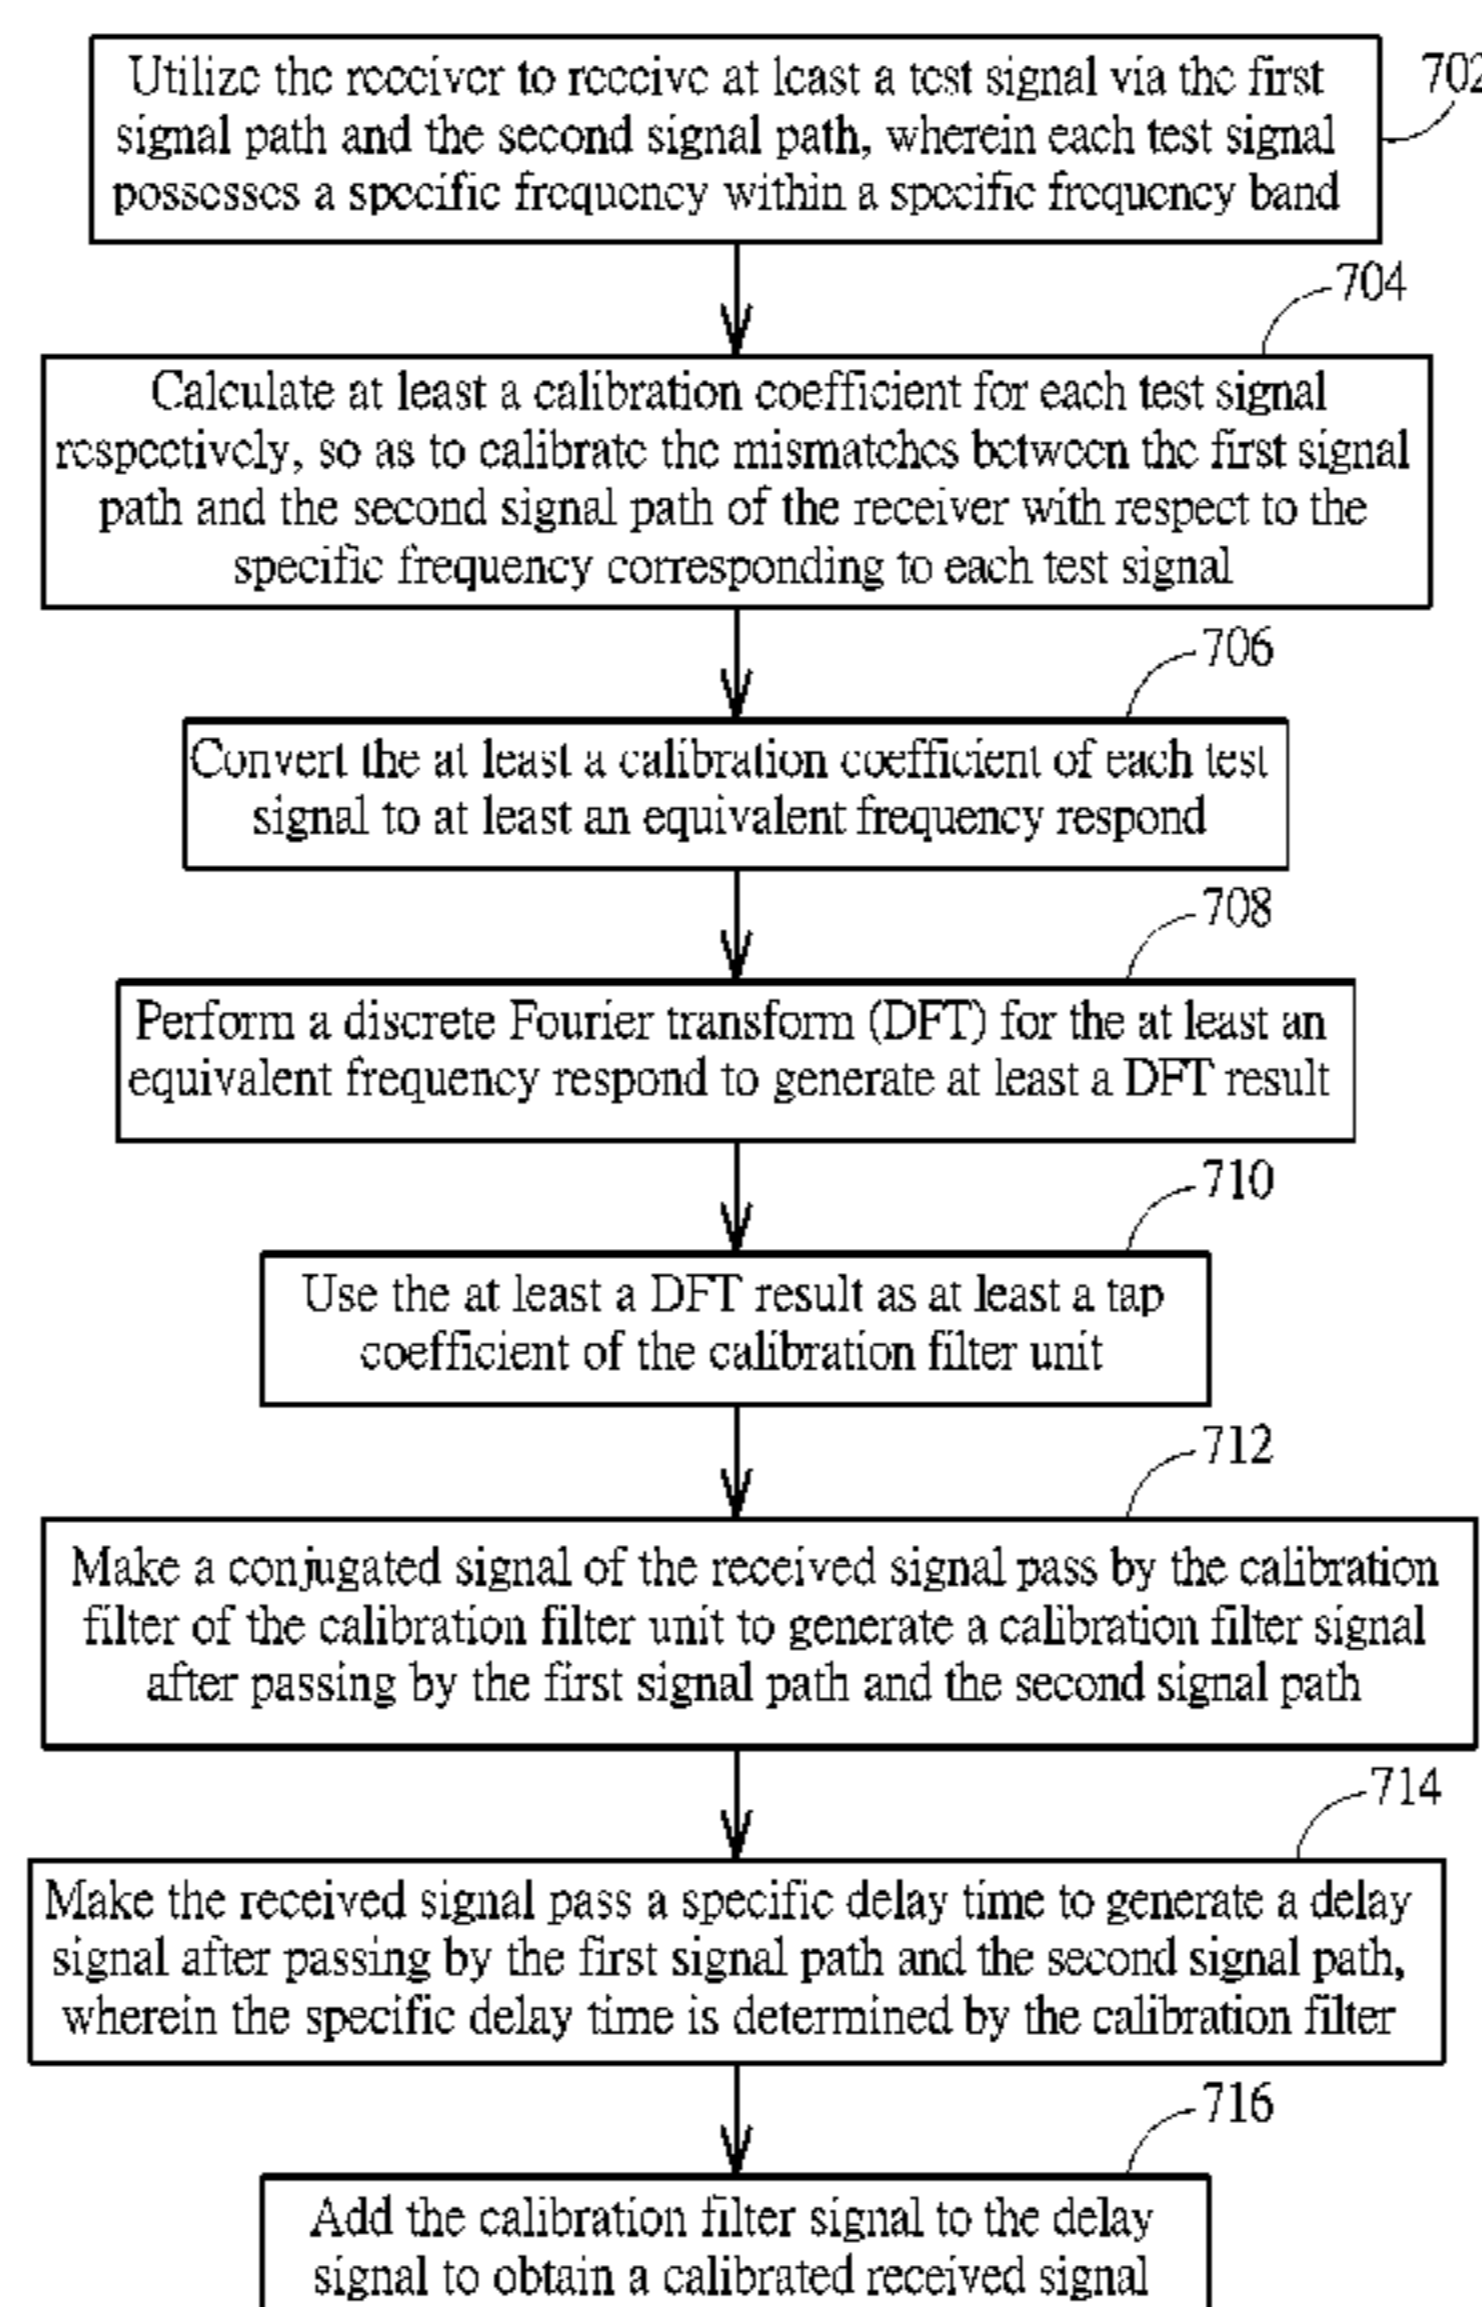 Utilize the receiver to receive at least a test signal via the first
signal path and the second signal path, wherein each test signal
possesses a specific frequency within a specific frequency band
702
704
Calculate at least a calibration coefficient for each test signal
respectively, so as to calibrate the mismatches between the first signal
path and the second signal path of the receiver with respect to the
specific frequency corresponding to each test signal
706
Convert the at least a calibration coefficient of each test
signal to at least an equivalent frequency respond
708
Perform a discrete Fourier transform (DFT) for the at least an
equivalent frequency respond to generate at least a DFT result
710
Use the at least a DFT result as at least a tap
coefficient of the calibration filter unit
712
Make a conjugated signal of the received signal pass by the calibration
filter of the calibration filter unit to generate a calibration filter signal
after passing by the first signal path and the second signal path
714
Make the received signal pass a specific delay time to generate a delay
signal after passing by the first signal path and the second signal path,
wherein the specific delay time is determined by the calibration filter
716
Add the calibration filter signal to the delay
signal to obtain a calibrated received signal